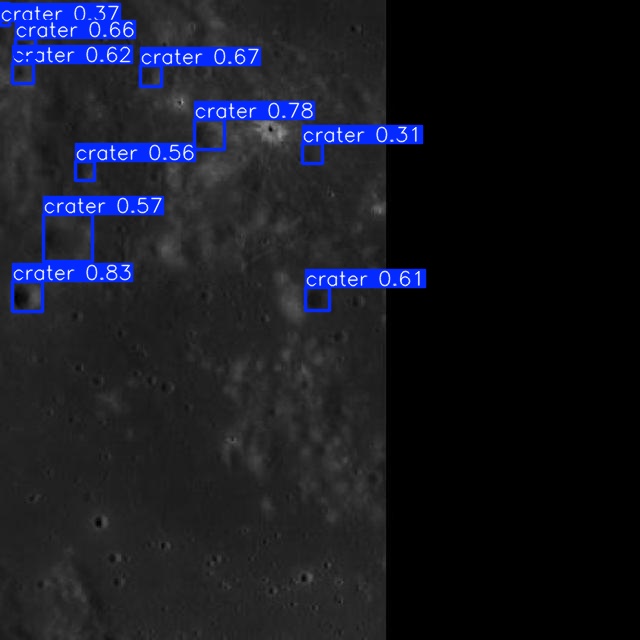 crater 0.37
crater 0.66
crater 0.62
crater 0.67
crater 0.78
crater 0.31
crater 0.56
crater 0.57
crater 0.83
crater 0.61